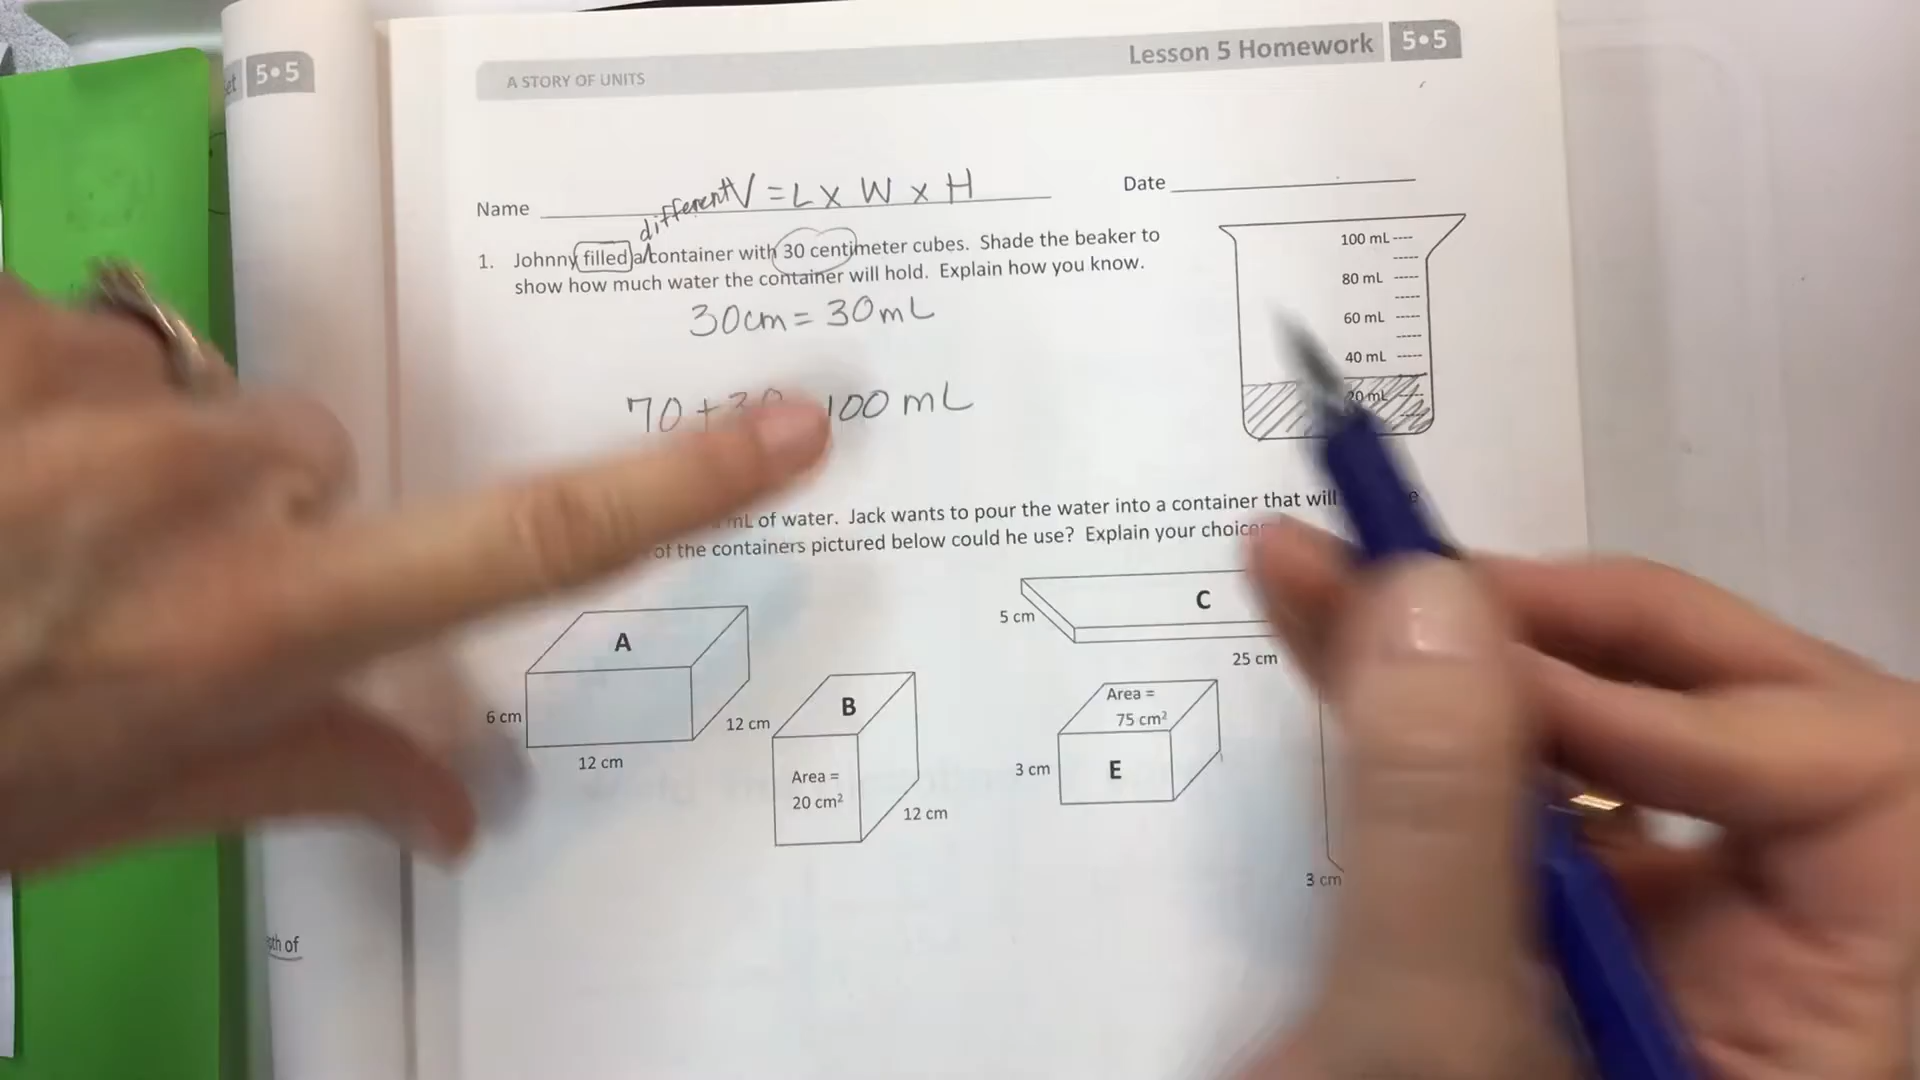 et 5•5
A STORY OF UNITS
Lesson 5 Homework 5•5
Name V = L x W x H
Date
different
1. Johnny filled a container with 30 centimeter cubes. Shade the beaker to
show how much water the container will hold. Explain how you know.
30cm = 30mL
70 + 30 100 mL
100 mL
80 mL
60 mL
40 mL
20 mL
mL of water. Jack wants to pour the water into a container that will
of the containers pictured below could he use? Explain your choice
A
6 cm
12 cm
12 cm
B
Area =
20 cm²
12 cm
C
5 cm
25 cm
Area =
75 cm²
3 cm
E
3 cm
pth of